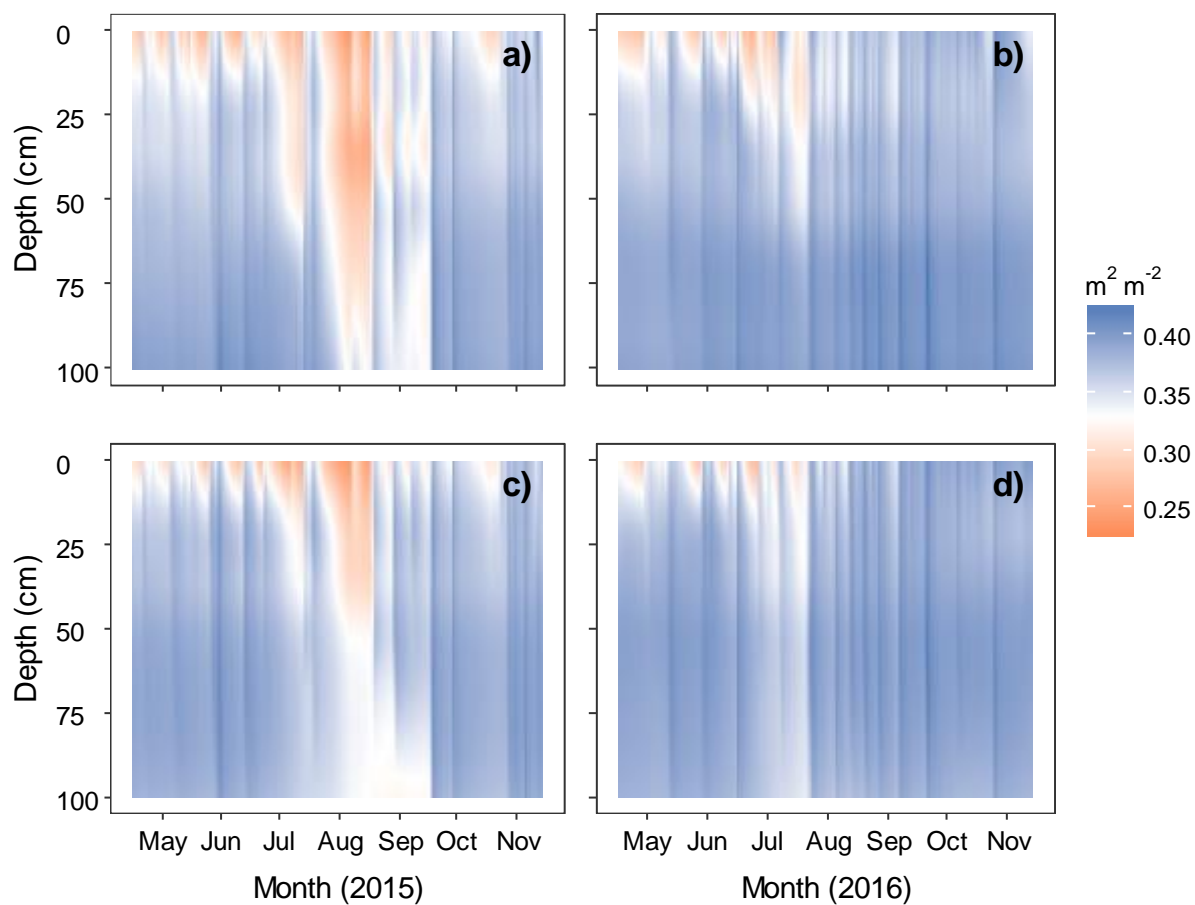 a)
b)
0
25
50
75
100
Depth (cm)
m² m⁻²
0.40
0.35
0.30
0.25
c)
d)
0
25
50
75
100
Depth (cm)
May Jun Jul Aug Sep Oct Nov
May Jun Jul Aug Sep Oct Nov
Month (2015)
Month (2016)